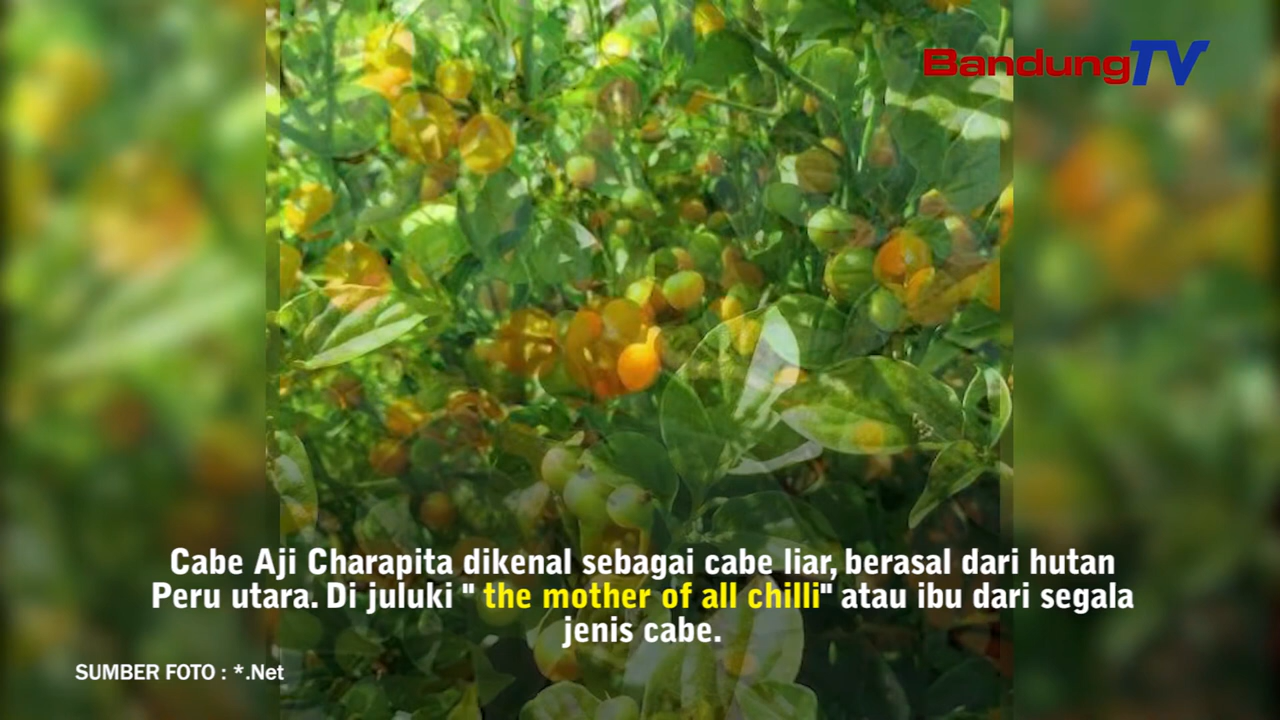 BandungTV
Cabe Aji Charapita dikenal sebagai cabe liar, berasal dari hutan
Peru utara. Di juluki " the mother of all chilli" atau ibu dari segala
jenis cabe.
SUMBER FOTO : *.Net